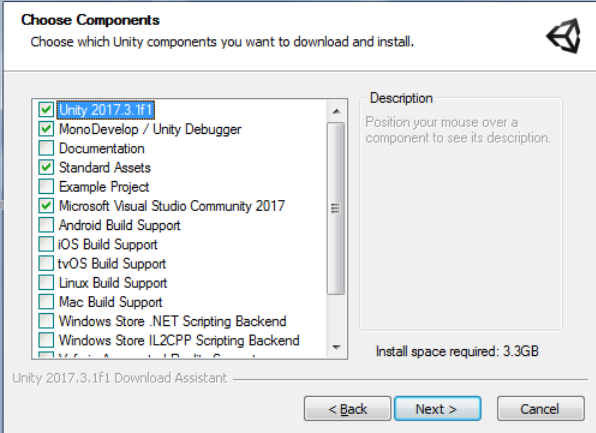 Choose Components
Choose which Unity components you want to download and install.
Unity 2017.3.1f1
MonoDevelop / Unity Debugger
Documentation
Standard Assets
Example Project
Microsoft Visual Studio Community 2017
Android Build Support
iOS Build Support
tvOS Build Support
Linux Build Support
Mac Build Support
Windows Store .NET Scripting Backend
Windows Store IL2CPP Scripting Backend
Description
Position your mouse over a
component to see its description.
Install space required: 3.3GB
Unity 2017.3.1f1 Download Assistant
< Back
Next >
Cancel